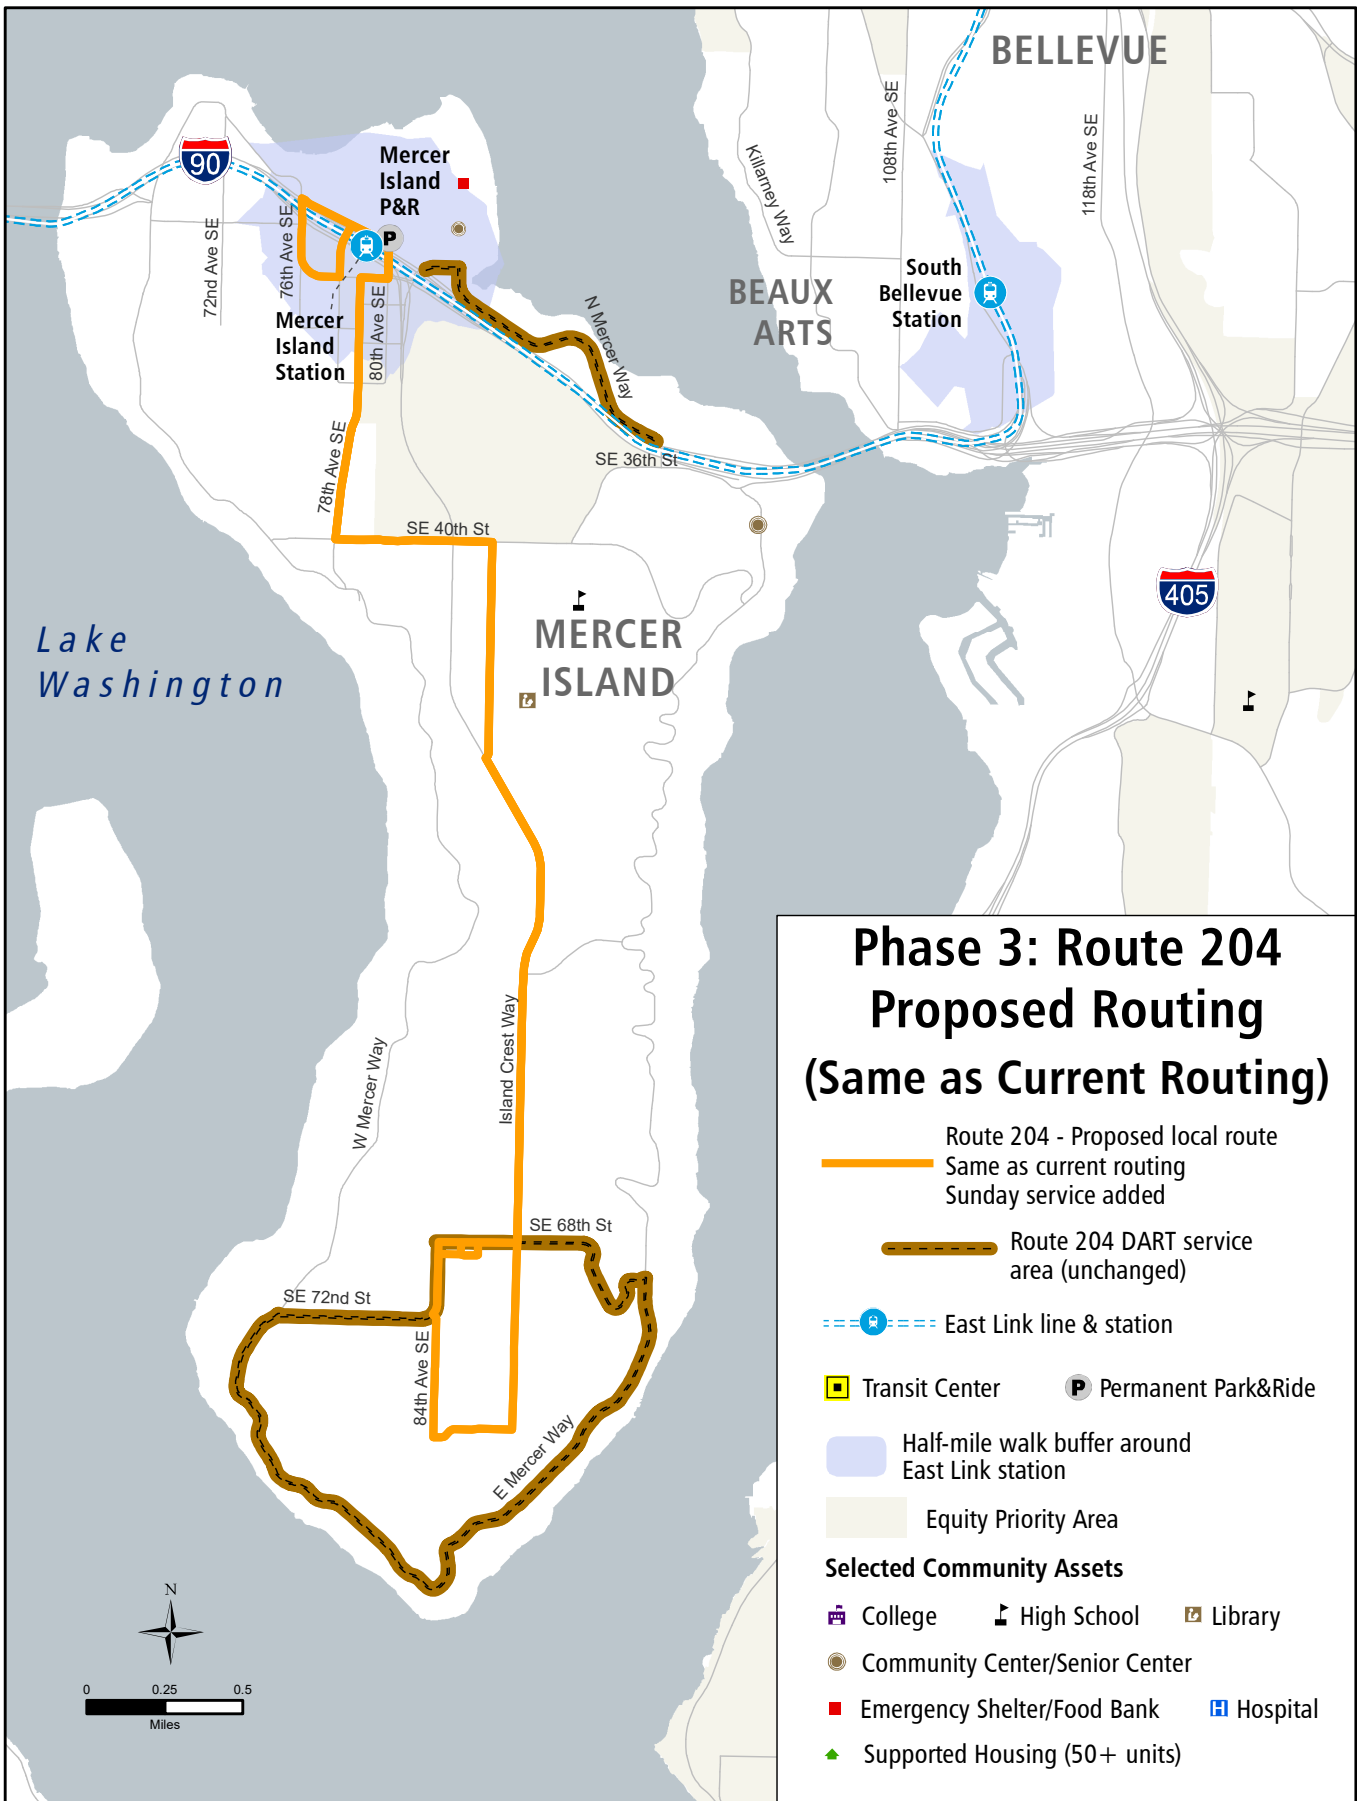 BELLEVUE
108th Ave SE
118th Ave SE
Killarney Way
90
Mercer
Island
P&R
P
72nd Ave SE
76th Ave SE
80th Ave SE
Mercer
Island
Station
N Mercer Way
BEAUX
ARTS
South
Bellevue
Station
78th Ave SE
SE 36th St
SE 40th St
405
MERCER
ISLAND
Lake
Washington
Island Crest Way
W Mercer Way
SE 68th St
SE 72nd St
84th Ave SE
E Mercer Way
N
0 0.25 0.5
Miles
Phase 3: Route 204
Proposed Routing
(Same as Current Routing)
Route 204 - Proposed local route
Same as current routing
Sunday service added
Route 204 DART service
area (unchanged)
East Link line & station
Transit Center
P Permanent Park&Ride
Half-mile walk buffer around
East Link station
Equity Priority Area
Selected Community Assets
College
High School
Library
Community Center/Senior Center
Emergency Shelter/Food Bank
H Hospital
Supported Housing (50+ units)